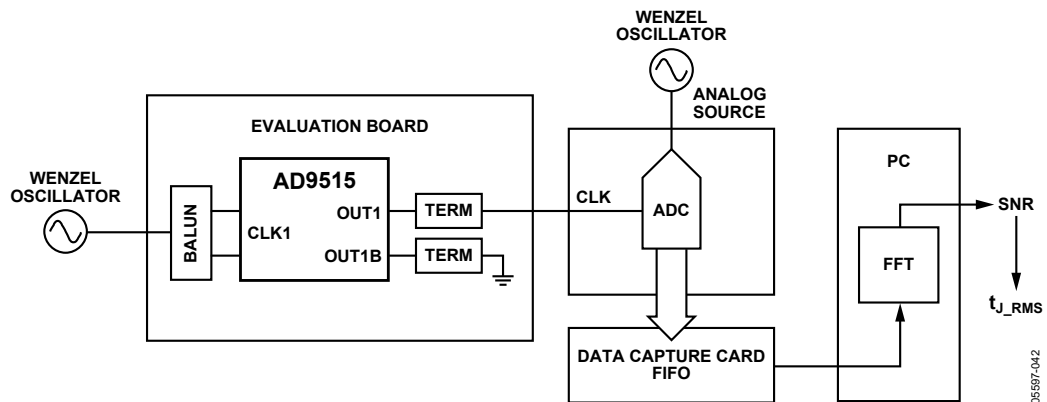 WENZEL
OSCILLATOR
ANALOG
SOURCE
EVALUATION BOARD
PC
WENZEL
OSCILLATOR
BALUN
AD9515
CLK1
OUT1
OUT1B
TERM
TERM
CLK
ADC
FFT
SNR
tJ_RMS
DATA CAPTURE CARD
FIFO
05597-042